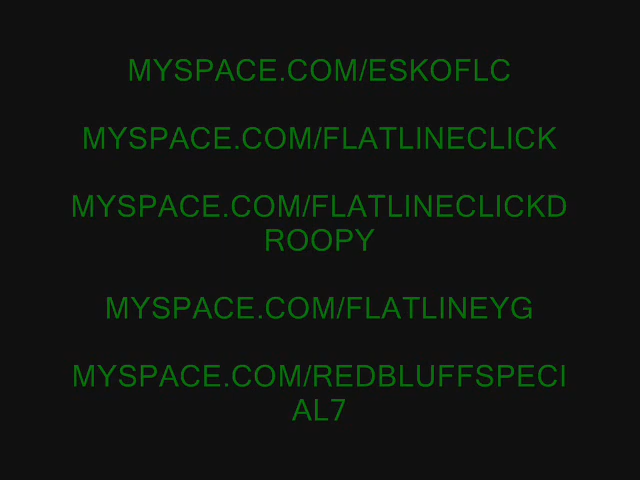 MYSPACE.COM/ESKOFLC
MYSPACE.COM/FLATLINECLICK
MYSPACE.COM/FLATLINECLICKD
ROOPY
MYSPACE.COM/FLATLINEYG
MYSPACE.COM/REDBLUFFSPECI
AL7